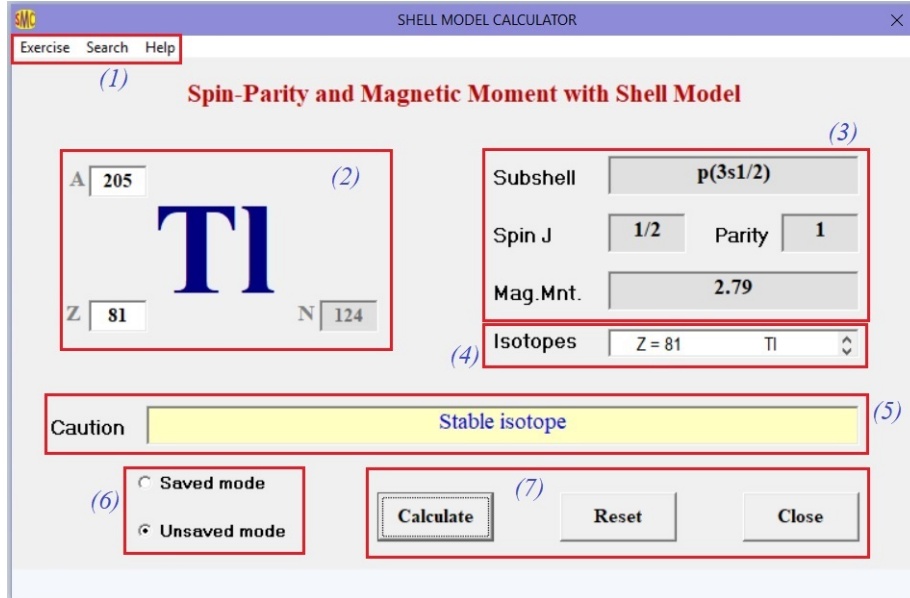 SMC SHELL MODEL CALCULATOR
Exercise Search Help
(1)
Spin-Parity and Magnetic Moment with Shell Model
(2)
A 205
Tl
Z 81
N 124
(3)
Subshell p(3s1/2)
Spin J 1/2 Parity 1
Mag.Mnt. 2.79
(4)
Isotopes Z = 81 Tl
(5)
Caution Stable isotope
(6)
Saved mode
Unsaved mode
(7)
Calculate Reset Close